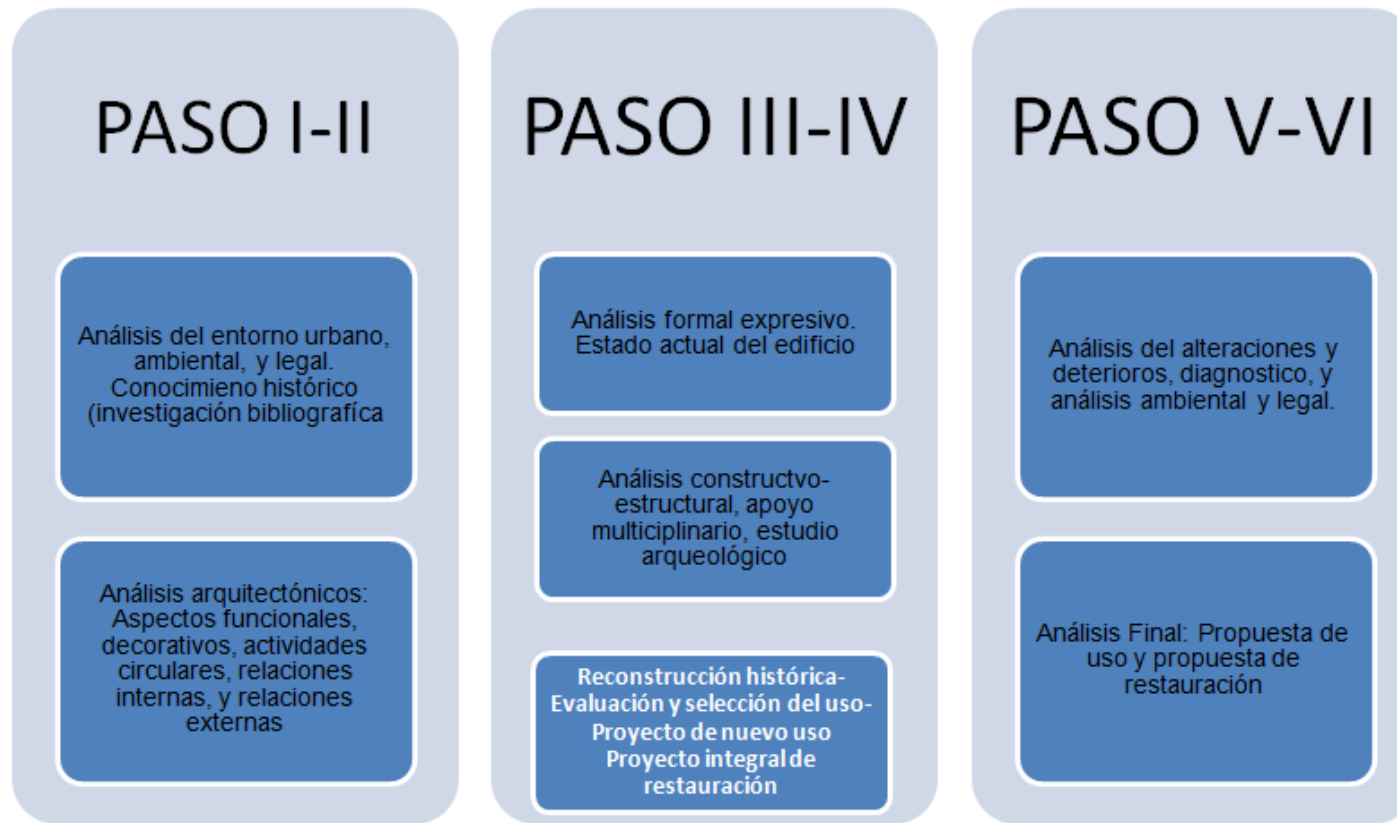 PASO I-II
Análisis del entorno urbano,
ambiental, y legal.
Conocimieno histórico
(investigación bibliografíca
Análisis arquitectónicos:
Aspectos funcionales,
decorativos, actividades
circulares, relaciones
internas, y relaciones
externas
PASO III-IV
Análisis formal expresivo.
Estado actual del edificio
Análisis constructvo-
estructural, apoyo
multiciplinario, estudio
arqueológico
Reconstrucción histórica-
Evaluación y selección del uso-
Proyecto de nuevo uso
Proyecto integral de
restauración
PASO V-VI
Análisis del alteraciones y
deterioros, diagnostico, y
análisis ambiental y legal.
Análisis Final: Propuesta de
uso y propuesta de
restauración